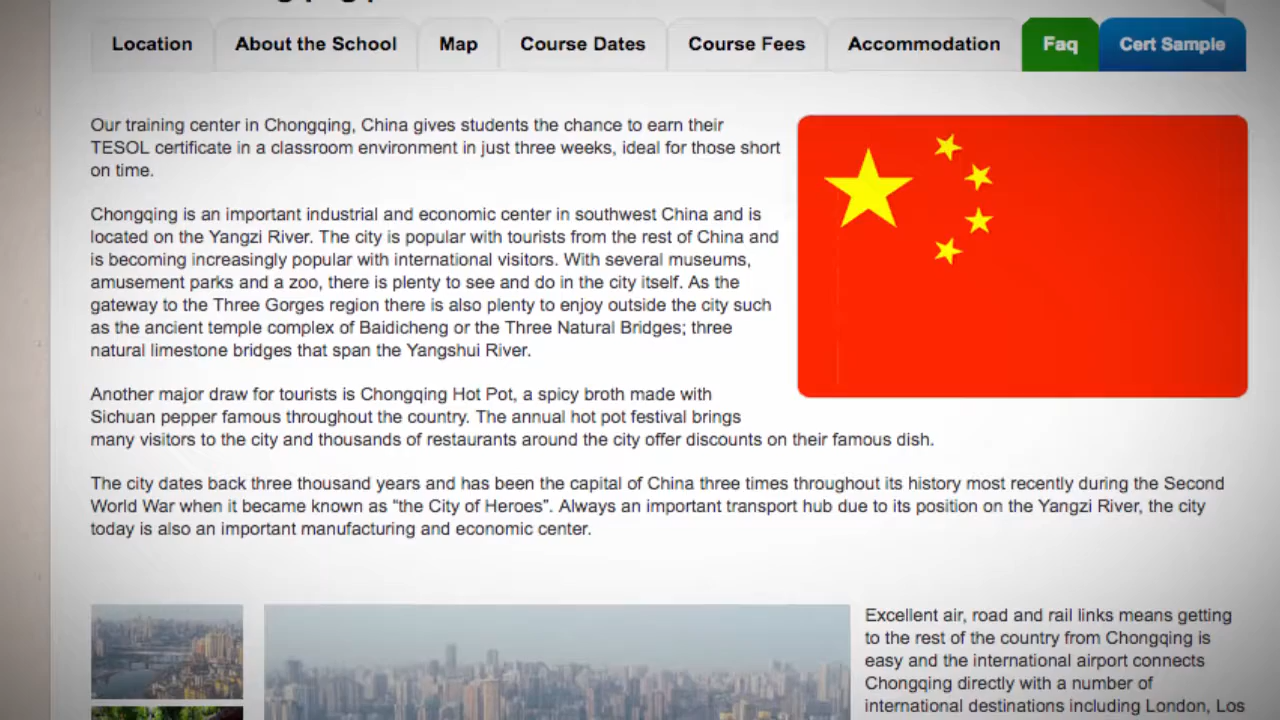 Location About the School Map Course Dates Course Fees Accommodation Faq Cert Sample
Our training center in Chongqing, China gives students the chance to earn their
TESOL certificate in a classroom environment in just three weeks, ideal for those short
on time.
Chongqing is an important industrial and economic center in southwest China and is
located on the Yangzi River. The city is popular with tourists from the rest of China and
is becoming increasingly popular with international visitors. With several museums,
amusement parks and a zoo, there is plenty to see and do in the city itself. As the
gateway to the Three Gorges region there is also plenty to enjoy outside the city such
as the ancient temple complex of Baidicheng or the Three Natural Bridges; three
natural limestone bridges that span the Yangshui River.
Another major draw for tourists is Chongqing Hot Pot, a spicy broth made with
Sichuan pepper famous throughout the country. The annual hot pot festival brings
many visitors to the city and thousands of restaurants around the city offer discounts on their famous dish.
The city dates back three thousand years and has been the capital of China three times throughout its history most recently during the Second
World War when it became known as “the City of Heroes”. Always an important transport hub due to its position on the Yangzi River, the city
today is also an important manufacturing and economic center.
Excellent air, road and rail links means getting
to the rest of the country from Chongqing is
easy and the international airport connects
Chongqing directly with a number of
international destinations including London, Los